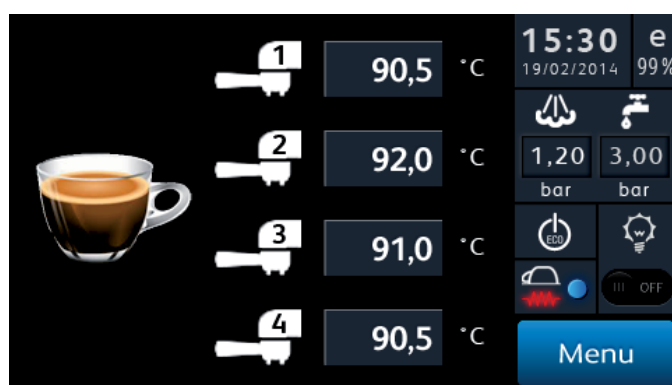 1 90,5 °C
2 92,0 °C
3 91,0 °C
4 90,5 °C
15:30 e
19/02/2014 99%
1,20 3,00
bar bar
ECO
III OFF
Menu